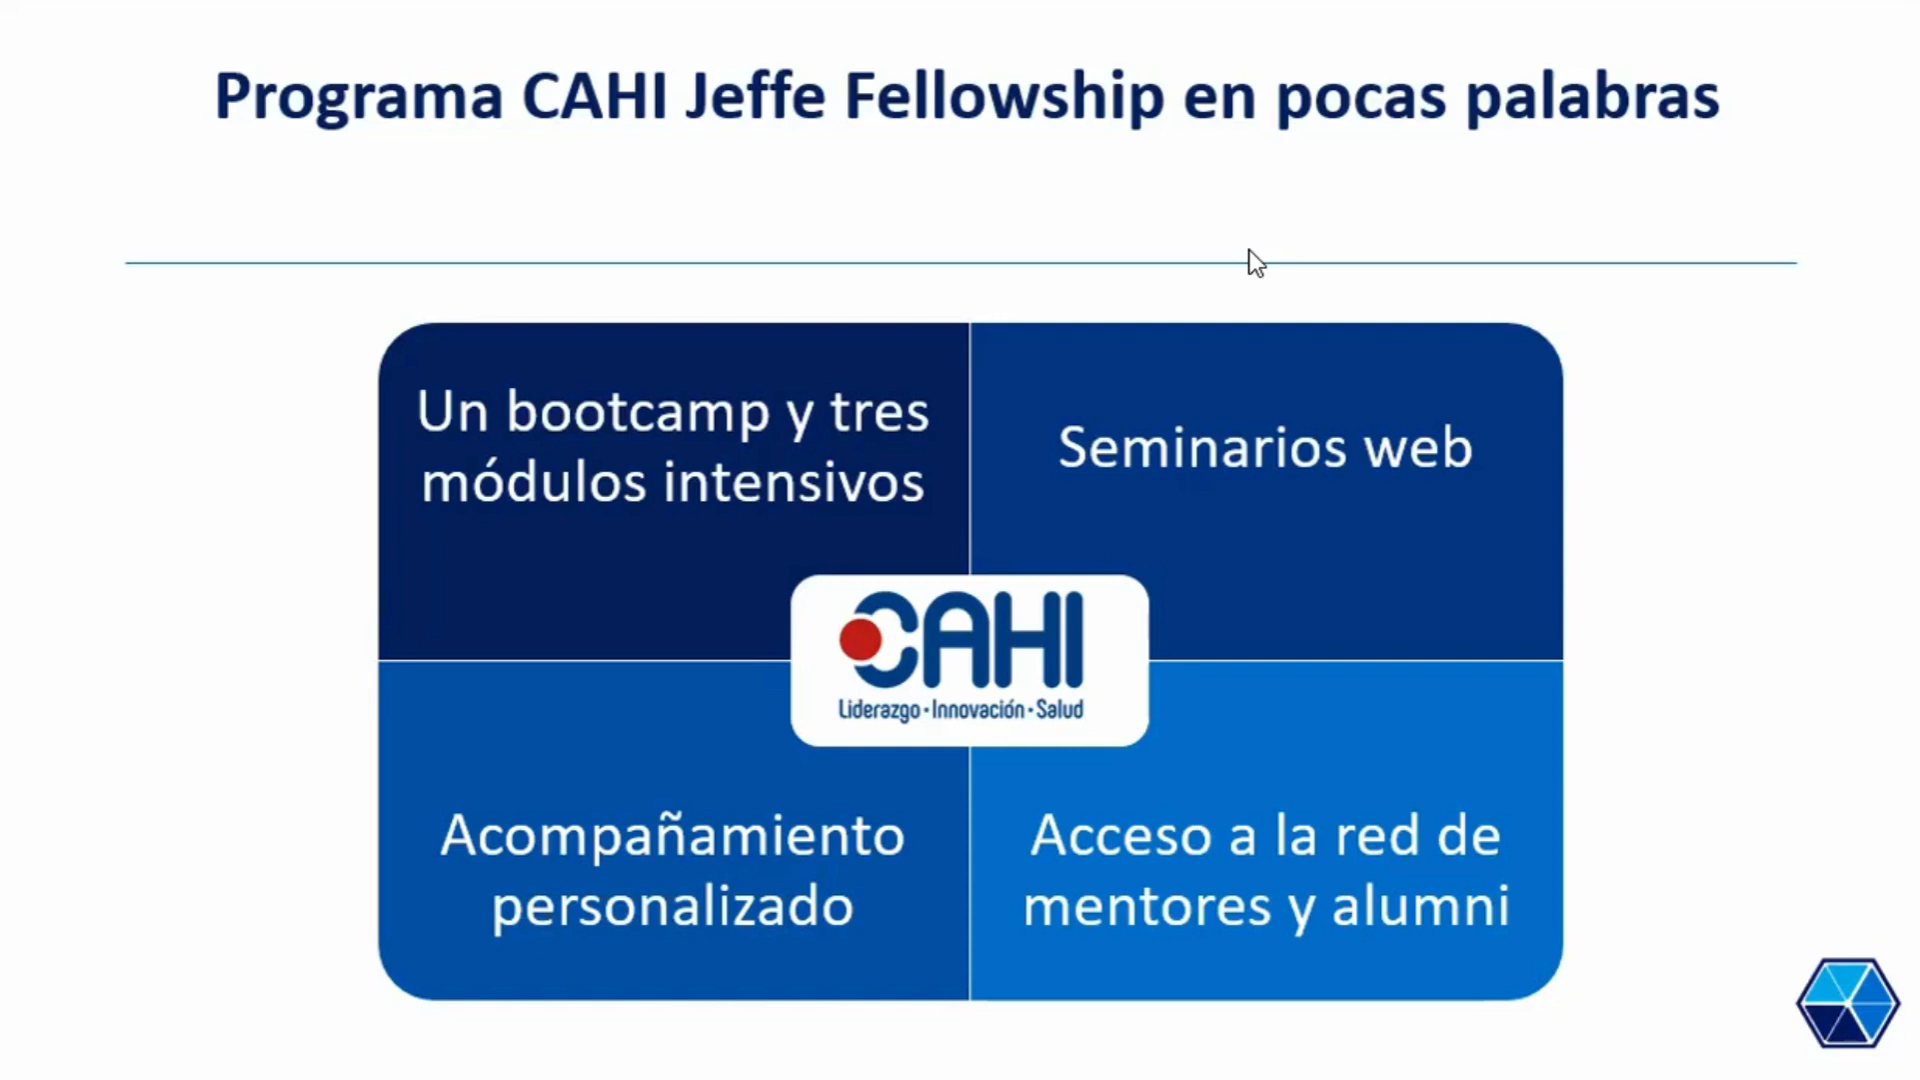 Programa CAHI Jeffe Fellowship en pocas palabras
Un bootcamp y tres
módulos intensivos
Seminarios web
CAHI
Liderazgo · Innovación · Salud
Acompañamiento
personalizado
Acceso a la red de
mentores y alumni